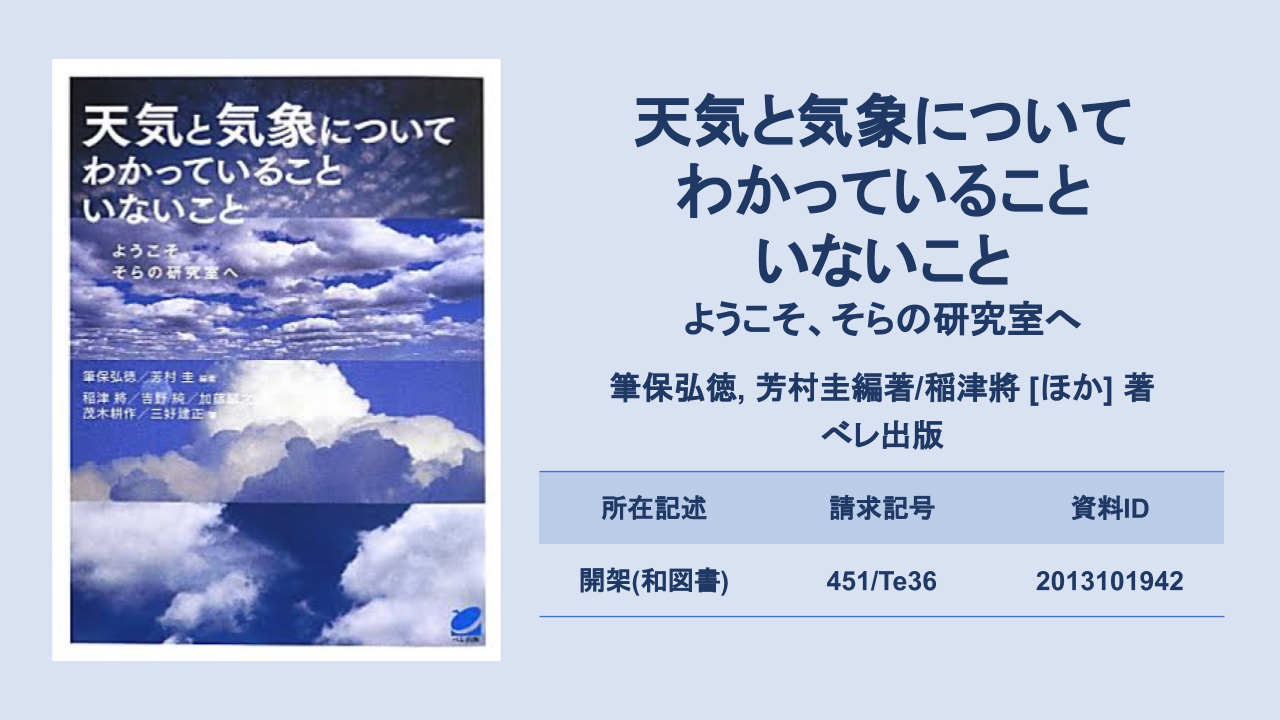 天気と気象について
わかっていること
いないこと
ようこそ
そらの研究室へ
筆保弘徳／芳村 圭 編著
稲津 將／吉野 純／加藤
茂木耕作／三好建正
ベレ出版
天気と気象について
わかっていること
いないこと
ようこそ、そらの研究室へ
筆保弘徳, 芳村圭編著/稲津將 [ほか] 著
ベレ出版
所在記述 請求記号 資料ID
開架(和図書) 451/Te36 2013101942